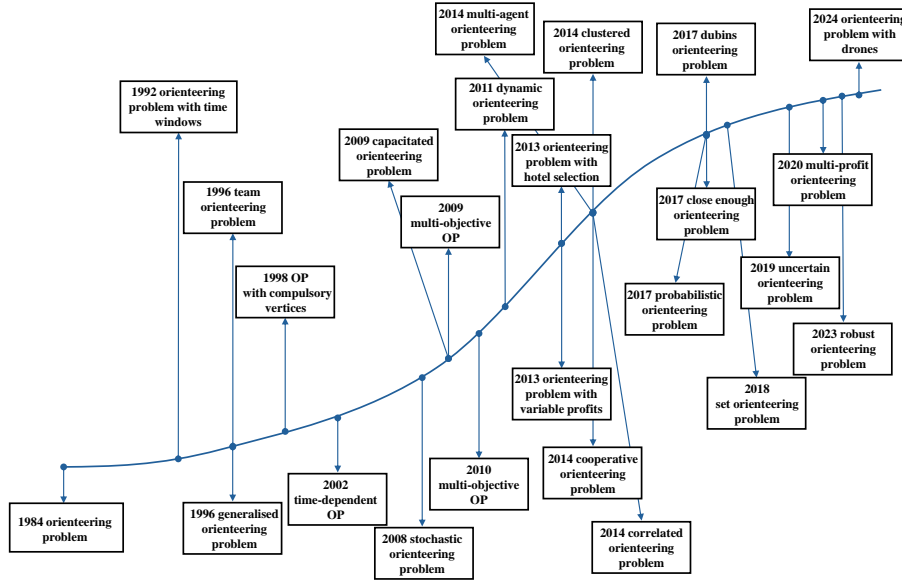 2014 multi-agent
orienteering
problem
2014 clustered
orienteering
problem
2017 dubins
orienteering
problem
2024 orienteering
problem with
drones
1992 orienteering
problem with time
windows
2011 dynamic
orienteering
problem
2009 capacitated
orienteering
problem
2013 orienteering
problem with
hotel selection
2020 multi-profit
orienteering
problem
1996 team
orienteering
problem
2009
multi-objective
OP
2017 close enough
orienteering
problem
1998 OP
with compulsory
vertices
2019 uncertain
orienteering
problem
2017 probabilistic
orienteering
problem
2023 robust
orienteering
problem
2013 orienteering
problem with
variable profits
2018
set orienteering
problem
2014 cooperative
orienteering
problem
2010
multi-objective
OP
2002
time-dependent
OP
1984 orienteering
problem
1996 generalised
orienteering
problem
2008 stochastic
orienteering
problem
2014 correlated
orienteering
problem